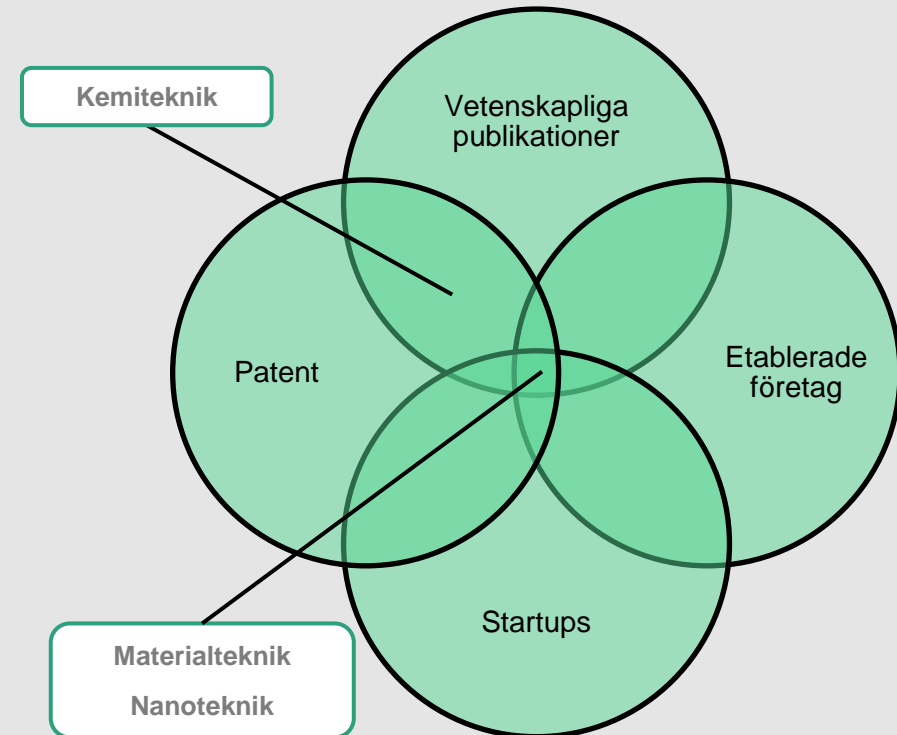 Kemiteknik
Vetenskapliga
publikationer
Patent
Etablerade
företag
Startups
Materialteknik
Nanoteknik